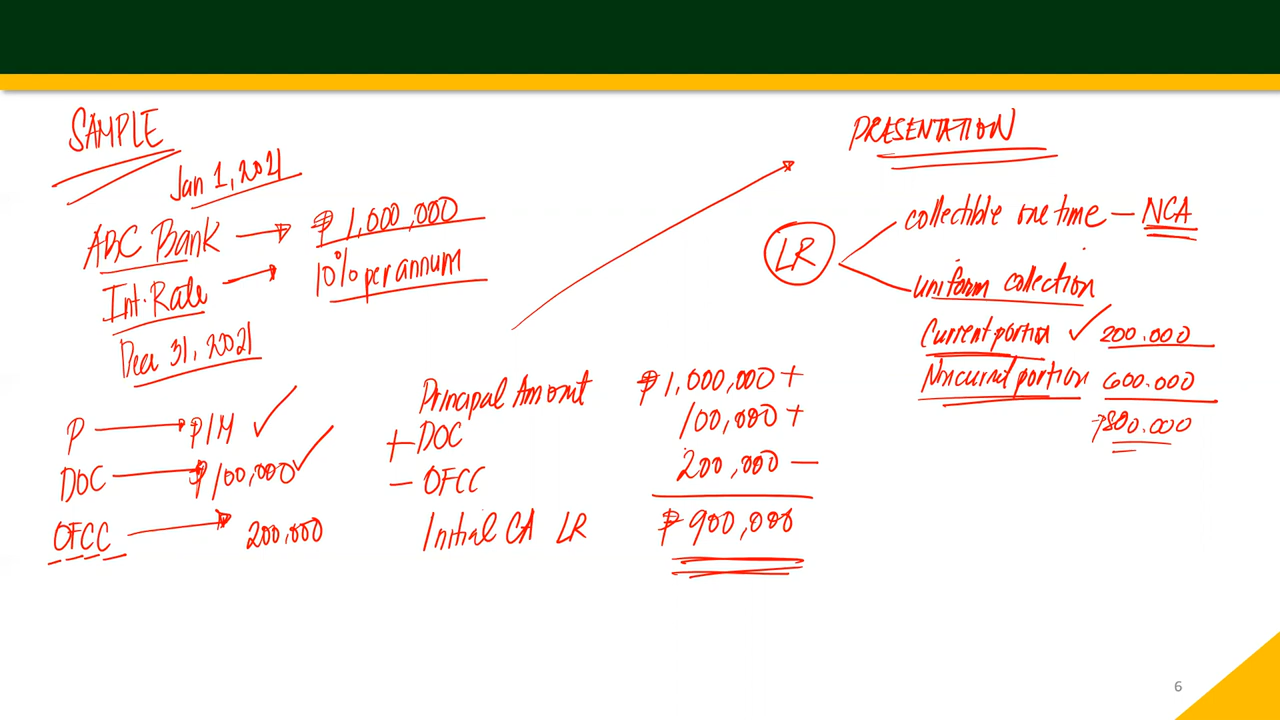 SAMPLE
Jan 1, 2021
ABC Bank → ₱ 1,000,000
Int. Rate → 10% per annum
Dec 31, 2021
P → ₱1M ✓
DOC → ₱100,000 ✓
OFCC → 200,000
Principal Amount ₱1,000,000 +
+ DOC 100,000 +
- OFCC 200,000 -
Initial CA LR ₱900,000
PRESENTATION
LR
collectible one time - NCA
uniform collection
Current portion ✓ 200.000
Noncurrent portion 600.000
800.000
6